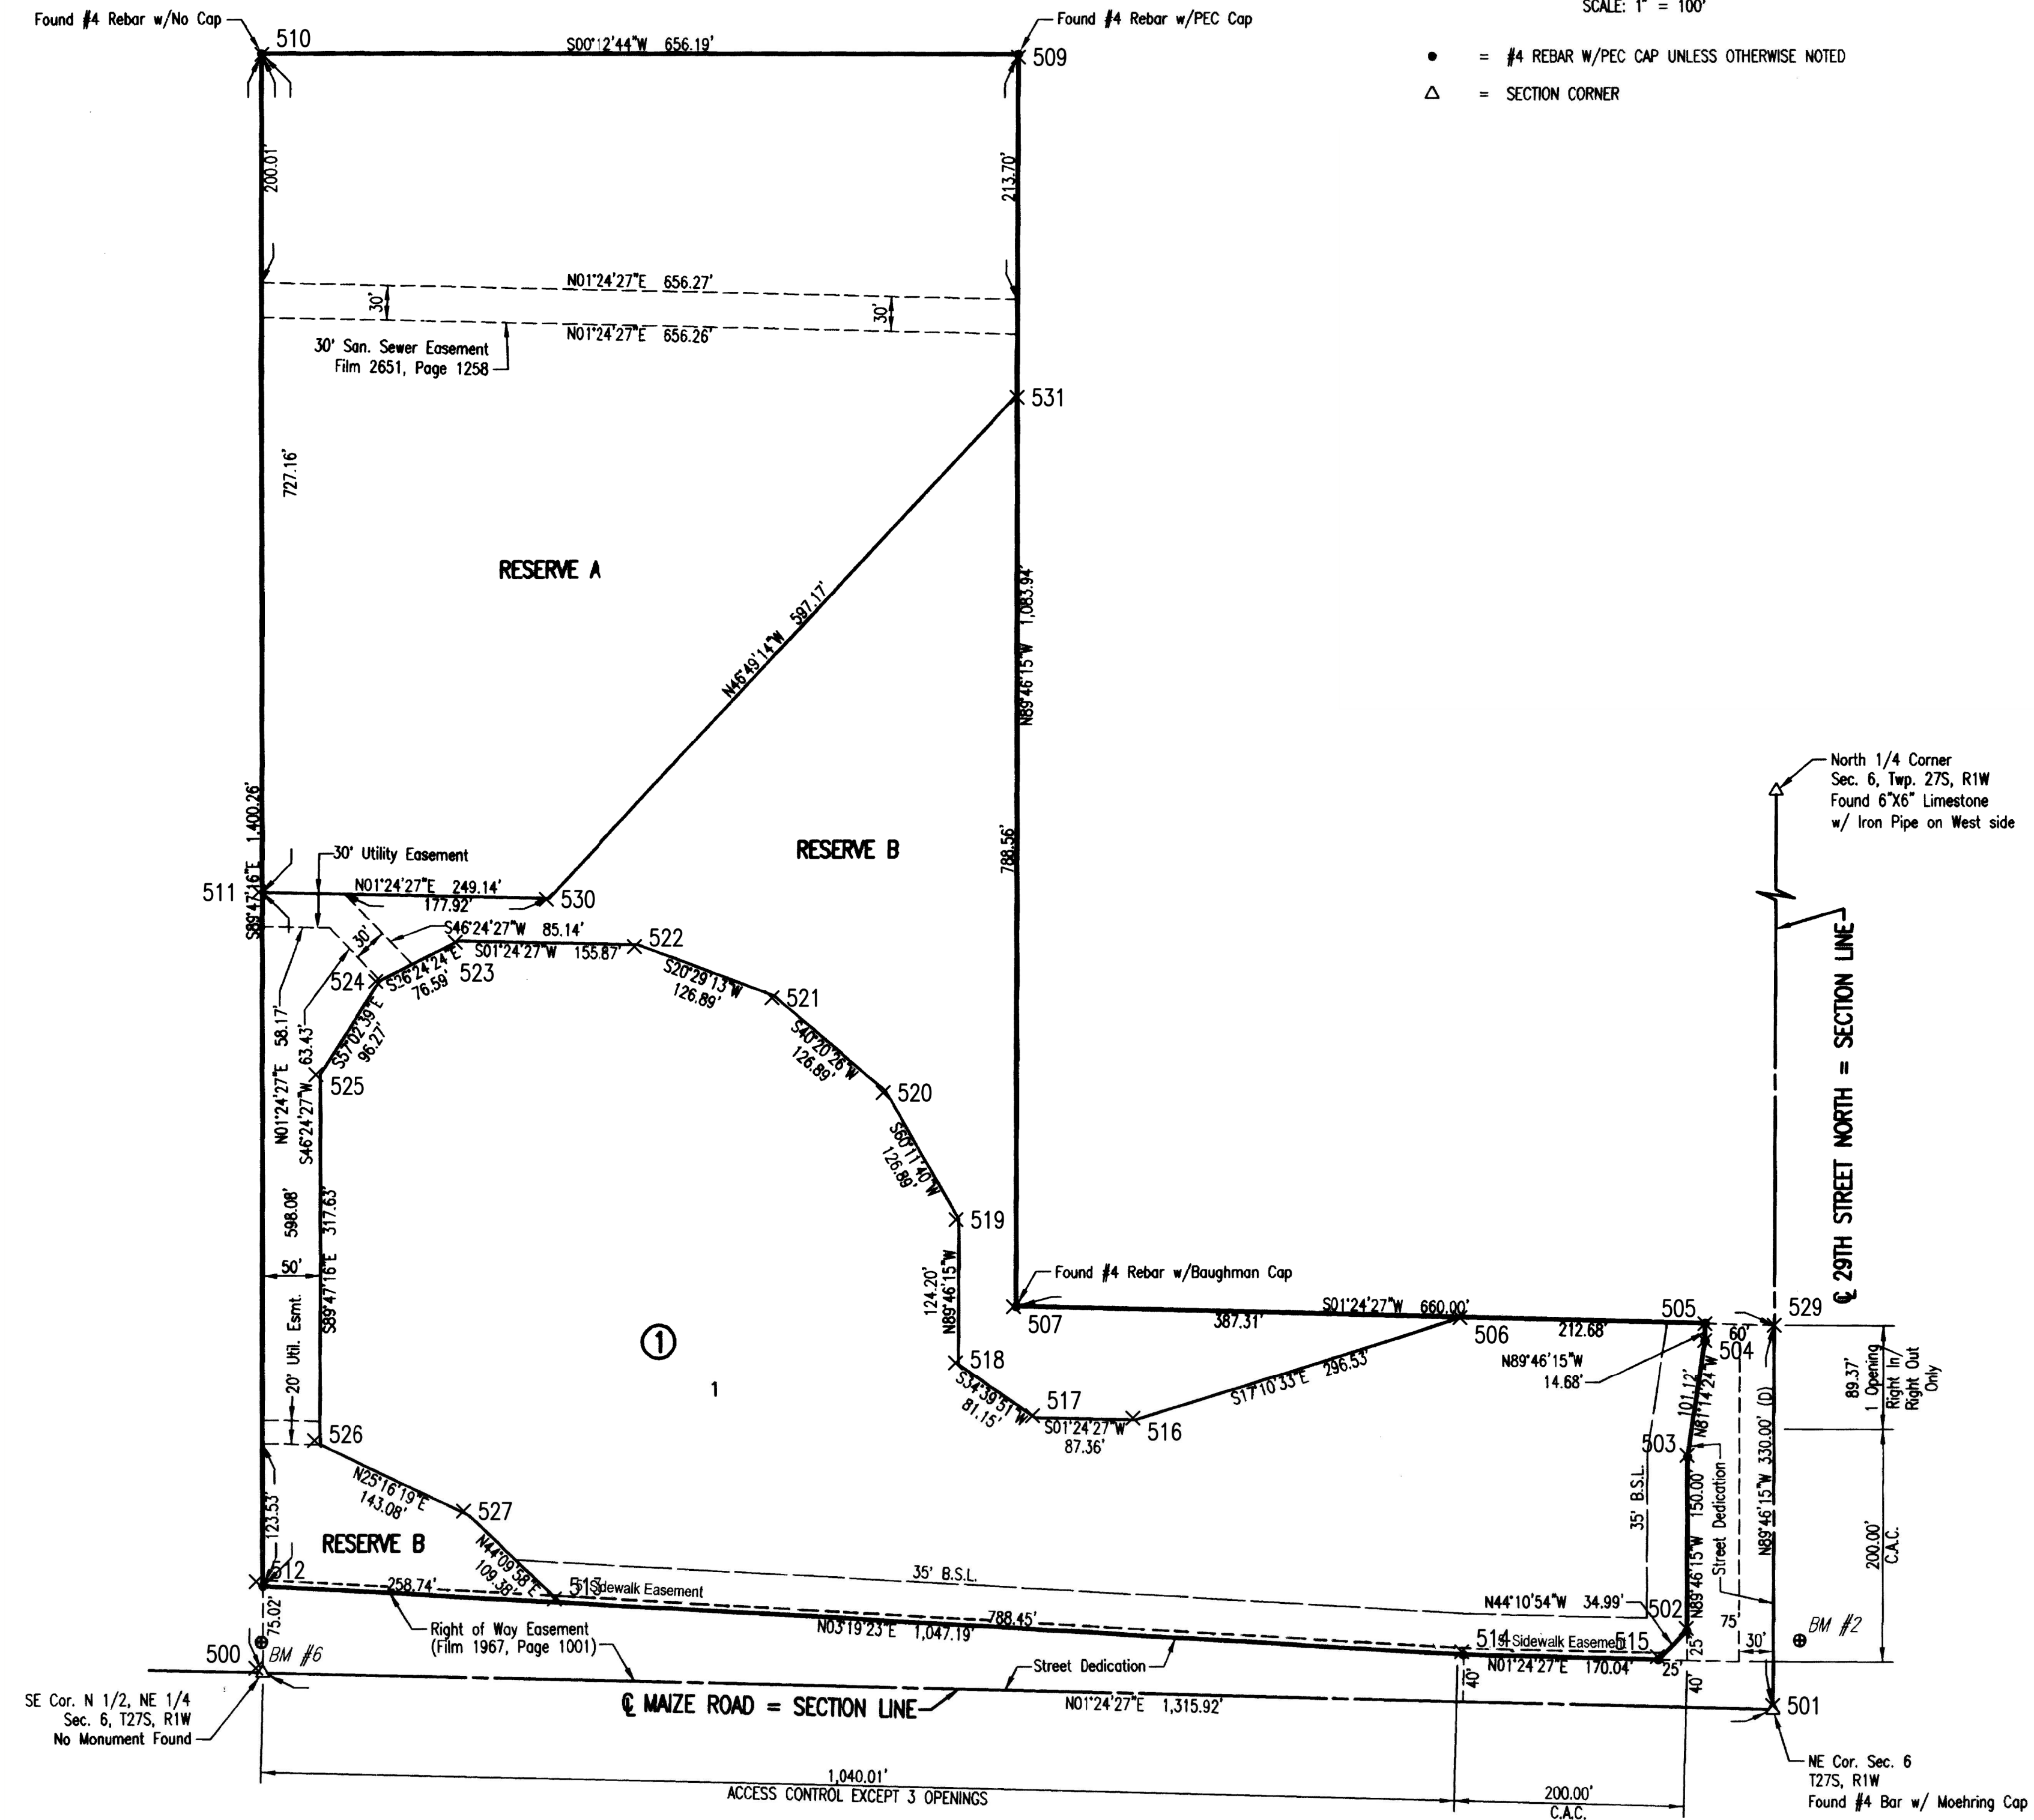 SCALE: 1" = 100'
Found #4 Rebar w/No Cap
510
S00°12'44"W 656.19'
Found #4 Rebar w/PEC Cap
509
● = #4 REBAR W/PEC CAP UNLESS OTHERWISE NOTED
△ = SECTION CORNER
200.01'
213.70'
N01°24'27"E 656.27'
30'
30'
N01°24'27"E 656.26'
30' San. Sewer Easement
Film 2651, Page 1258
531
727.16'
RESERVE A
N46°49'14"W 597.17'
N89°46'15"W 1,083.94'
North 1/4 Corner
Sec. 6, Twp. 27S, R1W
Found 6"X6" Limestone
w/ Iron Pipe on West side
S89°47'16"E 1,400.26'
788.56'
RESERVE B
30' Utility Easement
511
N01°24'27"E 249.14'
177.92'
530
30'
S46°24'27"W 85.14'
S01°24'27"W 155.87'
522
523
524
S26°24'24"E
76.59'
S20°29'13"W
126.89'
521
S57°02'39"E
96.27'
525
S40°20'26"W
126.89'
520
N01°24'27"E 58.17'
S46°24'27"W 63.43'
S60°11'40"W
126.89'
519
℄ 29TH STREET NORTH = SECTION LINE
598.08'
S89°47'16"E 317.63'
50'
20' Util. Esmt.
124.20'
N89°46'15"W
Found #4 Rebar w/Baughman Cap
507
S01°24'27"W 660.00'
387.31'
506
212.68'
505
529
60'
504
N89°46'15"W
14.68'
1
1
518
S34°39'51"W
81.15'
517
S01°24'27"W
87.36'
516
S17°10'33"E 296.53'
101.12'
N81°14'24"W
89.37'
1 Opening
Right In/
Right Out
Only
503
526
N25°16'19"E
143.08'
527
35' B.S.L.
N89°46'15"W 150.00'
Street Dedication
N89°46'15"W 330.00' (D)
200.00'
C.A.C.
123.53'
RESERVE B
N44°09'58"E
109.38'
35' B.S.L.
N44°10'54"W 34.99'
502
512
258.74'
513
Sidewalk Easement
788.45'
N03°19'23"E 1,047.19'
Right of Way Easement
(Film 1967, Page 1001)
75.02'
500
BM #6
514
Sidewalk Easement
515
N01°24'27"E 170.04'
25'
25'
75'
30'
BM #2
40'
40'
Street Dedication
℄ MAIZE ROAD = SECTION LINE
N01°24'27"E 1,315.92'
501
SE Cor. N 1/2, NE 1/4
Sec. 6, T27S, R1W
No Monument Found
NE Cor. Sec. 6
T27S, R1W
Found #4 Bar w/ Moehring Cap
1,040.01'
ACCESS CONTROL EXCEPT 3 OPENINGS
200.00'
C.A.C.